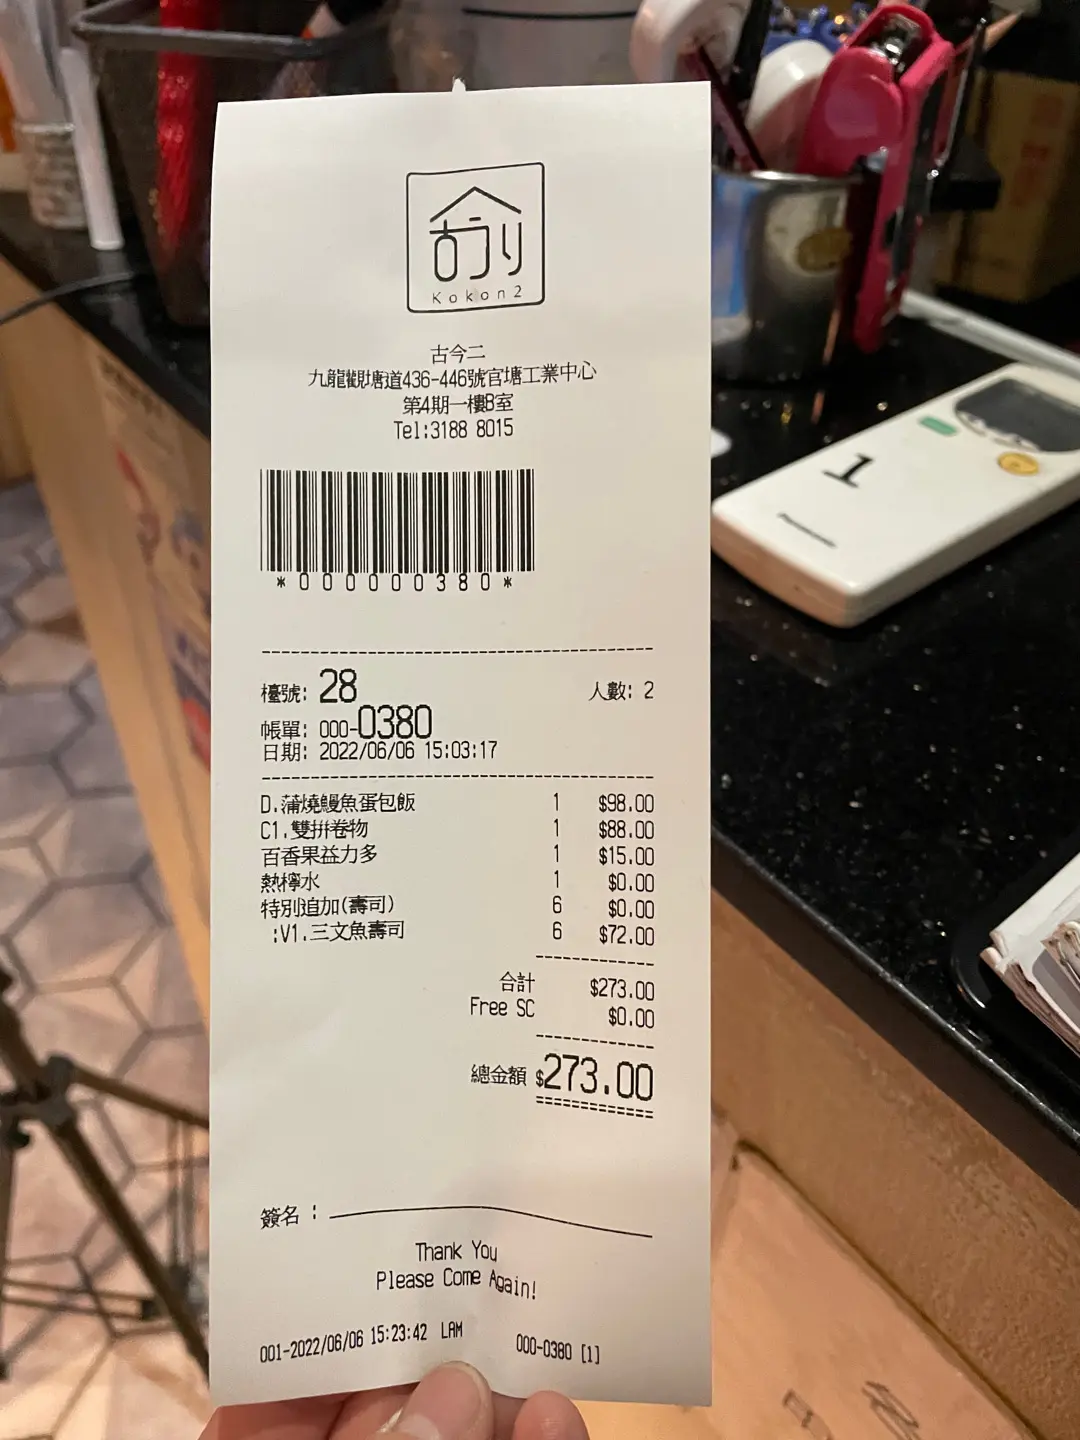 Kokon2
古今二
九龍觀塘道436-446號官塘工業中心
第4期一樓B室
Tel:3188 8015
*000000380*
檯號: 28 人數: 2
帳單: 000-0380
日期: 2022/06/06 15:03:17
D.蒲燒鰻魚蛋包飯 1 $98.00
C1.雙拼卷物 1 $88.00
百香果益力多 1 $15.00
熱檸水 1 $0.00
特別追加(壽司) 6 $0.00
:V1.三文魚壽司 6 $72.00
合計 $273.00
Free SC $0.00
總金額 $273.00
簽名 :
Thank You
Please Come Again!
001-2022/06/06 15:23:42 LAM 000-0380 [1]
1
Panasonic